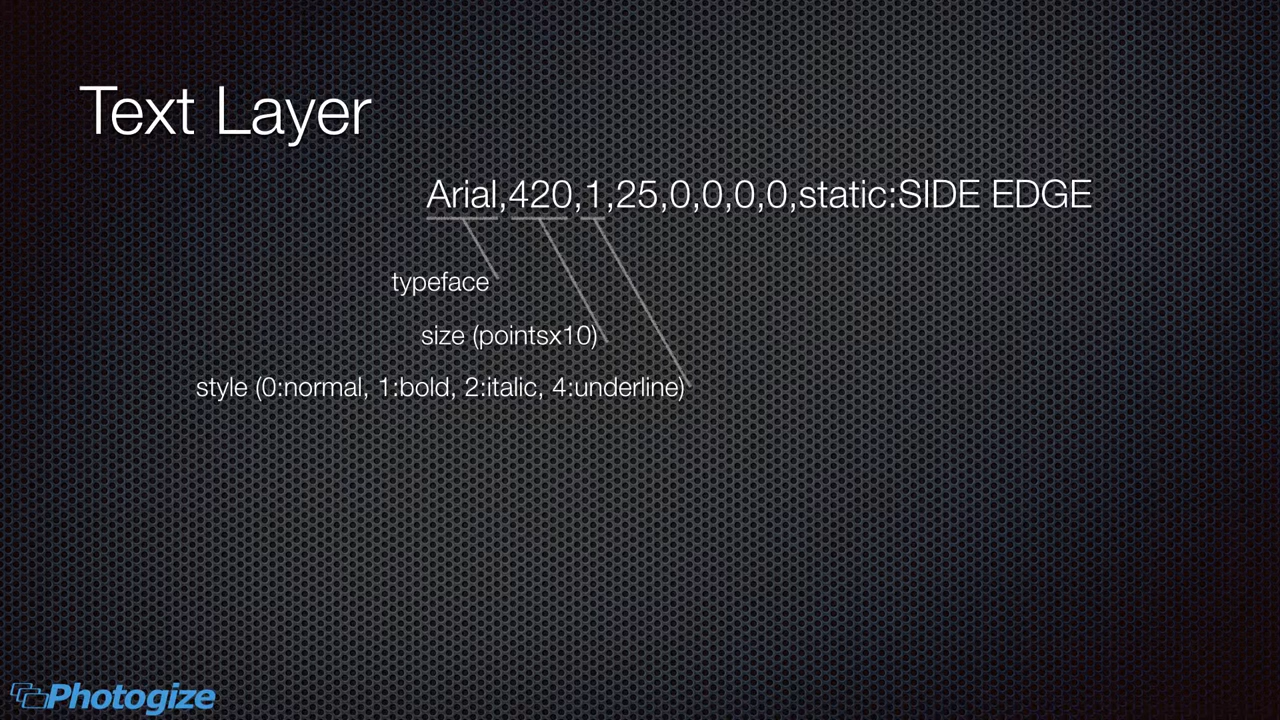 Text Layer
Arial,420,1,25,0,0,0,0,static:SIDE EDGE
typeface
size (pointsx10)
style (0:normal, 1:bold, 2:italic, 4:underline)
Photogize